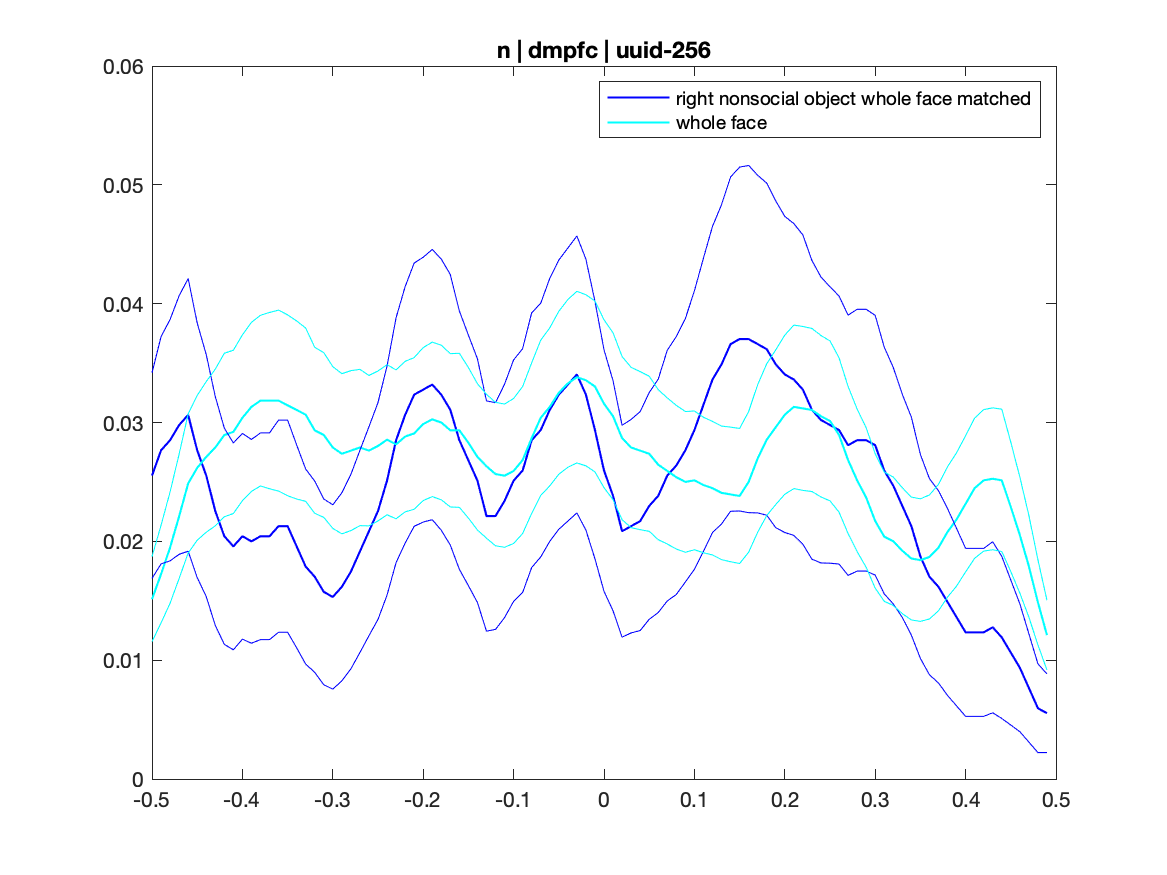 n | dmpfc | uuid-256
right nonsocial object whole face matched
whole face
0.06
0.05
0.04
0.03
0.02
0.01
0
-0.5 -0.4 -0.3 -0.2 -0.1 0 0.1 0.2 0.3 0.4 0.5